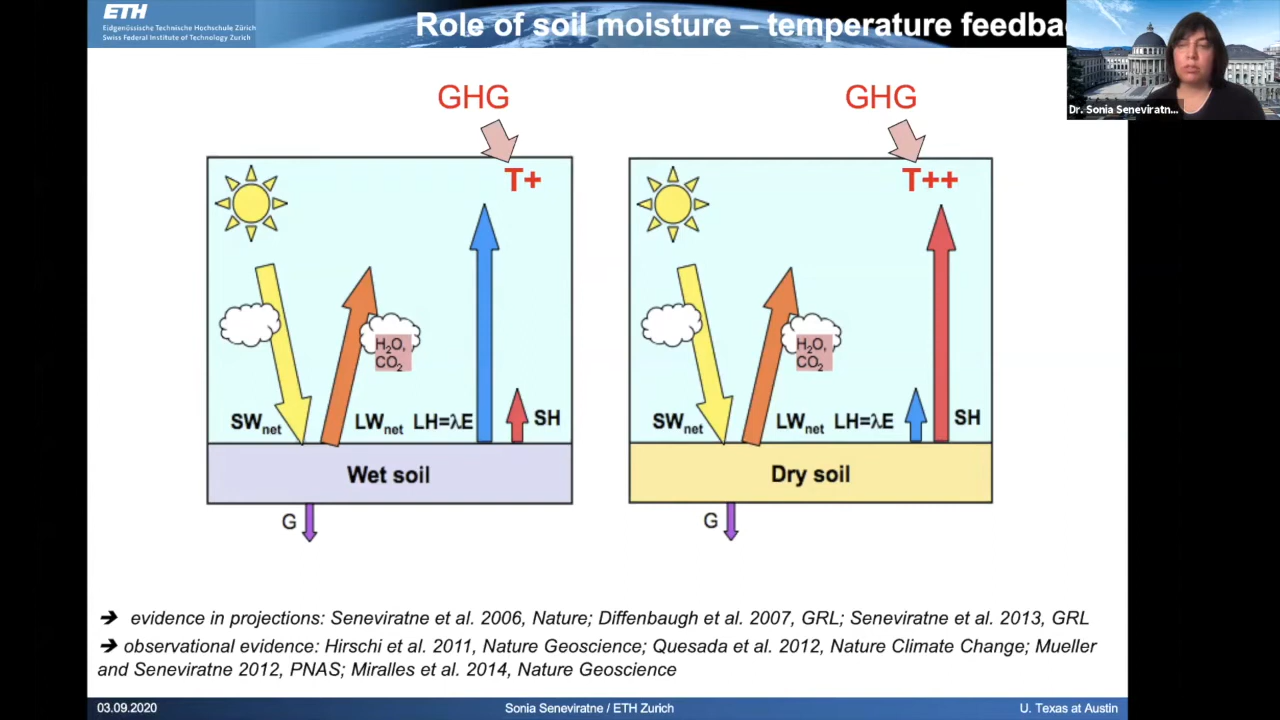 ETH
Eidgenössische Technische Hochschule Zürich
Swiss Federal Institute of Technology Zurich
Role of soil moisture – temperature feedba
Dr. Sonia Seneviratn...
GHG
T+
H₂O,
CO₂
SWnet
LWnet
LH=λE
SH
Wet soil
G
GHG
T++
H₂O,
CO₂
SWnet
LWnet
LH=λE
SH
Dry soil
G
➔ evidence in projections: Seneviratne et al. 2006, Nature; Diffenbaugh et al. 2007, GRL; Seneviratne et al. 2013, GRL
➔ observational evidence: Hirschi et al. 2011, Nature Geoscience; Quesada et al. 2012, Nature Climate Change; Mueller
and Seneviratne 2012, PNAS; Miralles et al. 2014, Nature Geoscience
03.09.2020
Sonia Seneviratne / ETH Zurich
U. Texas at Austin